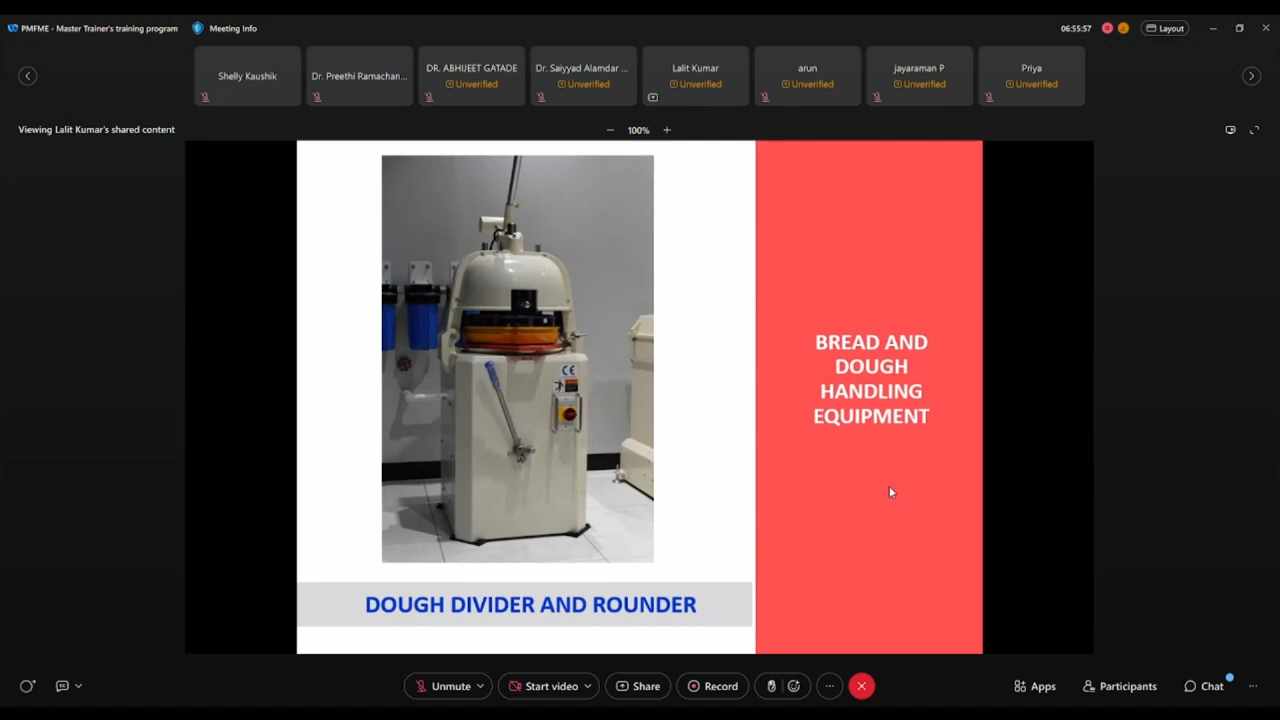 PMFME - Master Trainer's training program
Meeting Info
06:55:57
Layout
Shelly Kaushik
Dr. Preethi Ramachan...
DR. ABHIJEET GATADE
Unverified
Dr. Saiyyad Alamdar ...
Unverified
Lalit Kumar
Unverified
arun
Unverified
jayaraman P
Unverified
Priya
Unverified
Viewing Lalit Kumar's shared content
100%
CE
BREAD AND
DOUGH
HANDLING
EQUIPMENT
DOUGH DIVIDER AND ROUNDER
Unmute
Start video
Share
Record
Apps
Participants
Chat